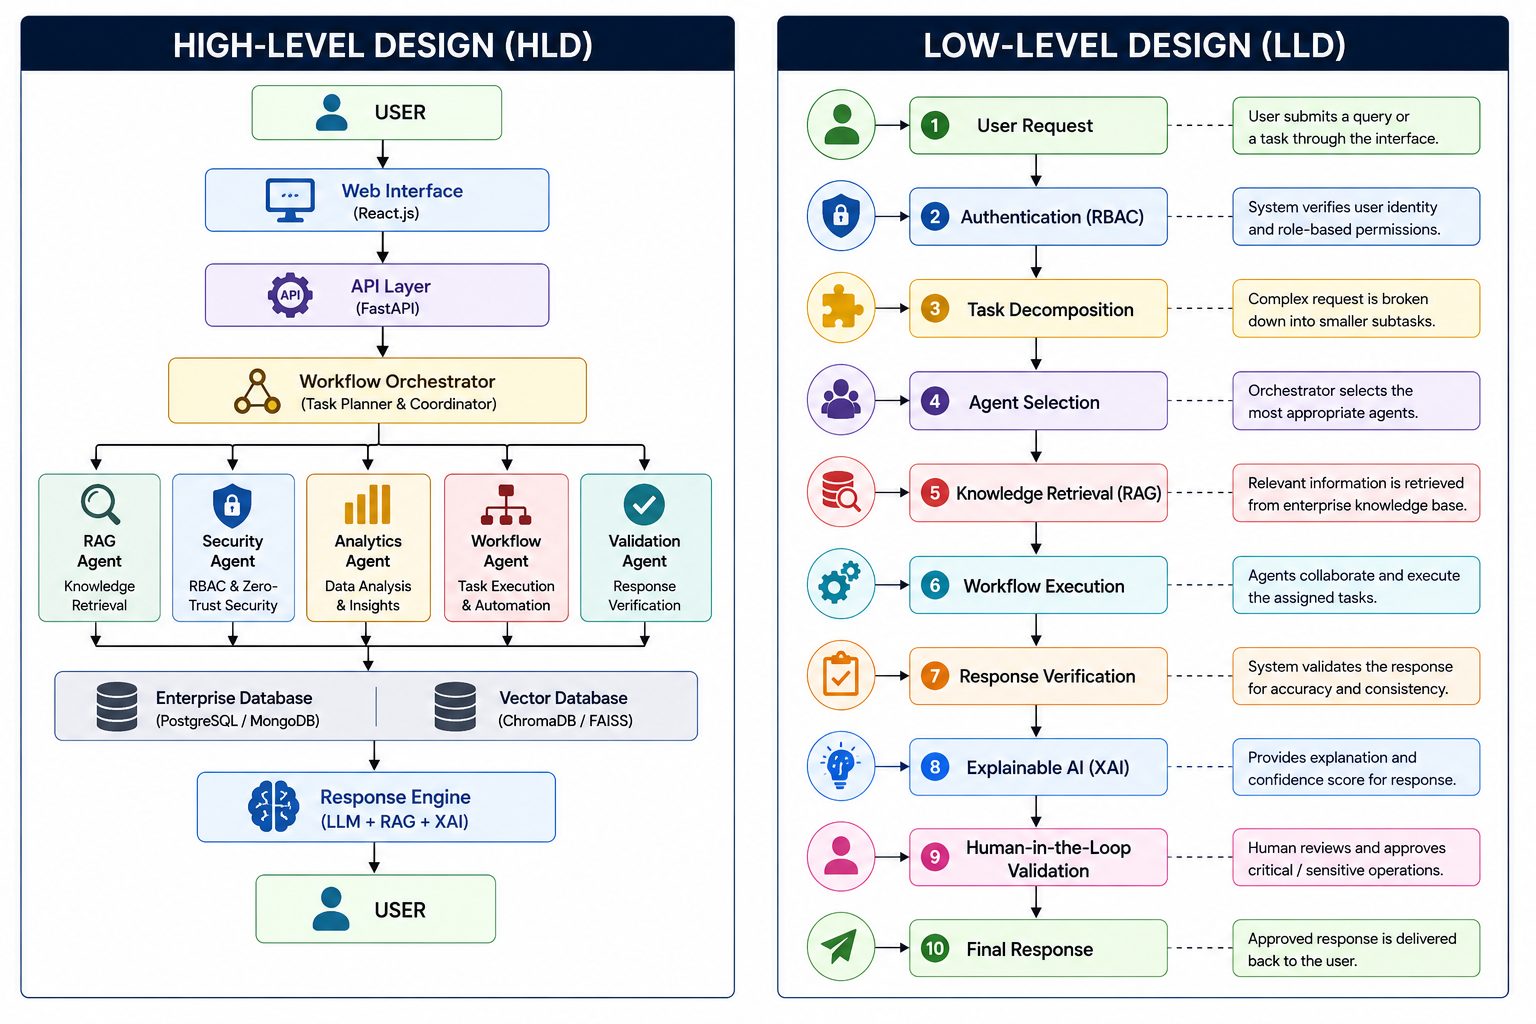 HIGH-LEVEL DESIGN (HLD)
USER
Web Interface
(React.js)
API
API Layer
(FastAPI)
Workflow Orchestrator
(Task Planner & Coordinator)
RAG
Agent
Knowledge
Retrieval
Security
Agent
RBAC & Zero-
Trust Security
Analytics
Agent
Data Analysis
& Insights
Workflow
Agent
Task Execution
& Automation
Validation
Agent
Response
Verification
Enterprise Database
(PostgreSQL / MongoDB)
Vector Database
(ChromaDB / FAISS)
Response Engine
(LLM + RAG + XAI)
USER
LOW-LEVEL DESIGN (LLD)
1 User Request
User submits a query or
a task through the interface.
2 Authentication (RBAC)
System verifies user identity
and role-based permissions.
3 Task Decomposition
Complex request is broken
down into smaller subtasks.
4 Agent Selection
Orchestrator selects the
most appropriate agents.
5 Knowledge Retrieval (RAG)
Relevant information is retrieved
from enterprise knowledge base.
6 Workflow Execution
Agents collaborate and execute
the assigned tasks.
7 Response Verification
System validates the response
for accuracy and consistency.
8 Explainable AI (XAI)
Provides explanation and
confidence score for response.
9 Human-in-the-Loop
Validation
Human reviews and approves
critical / sensitive operations.
10 Final Response
Approved response is delivered
back to the user.